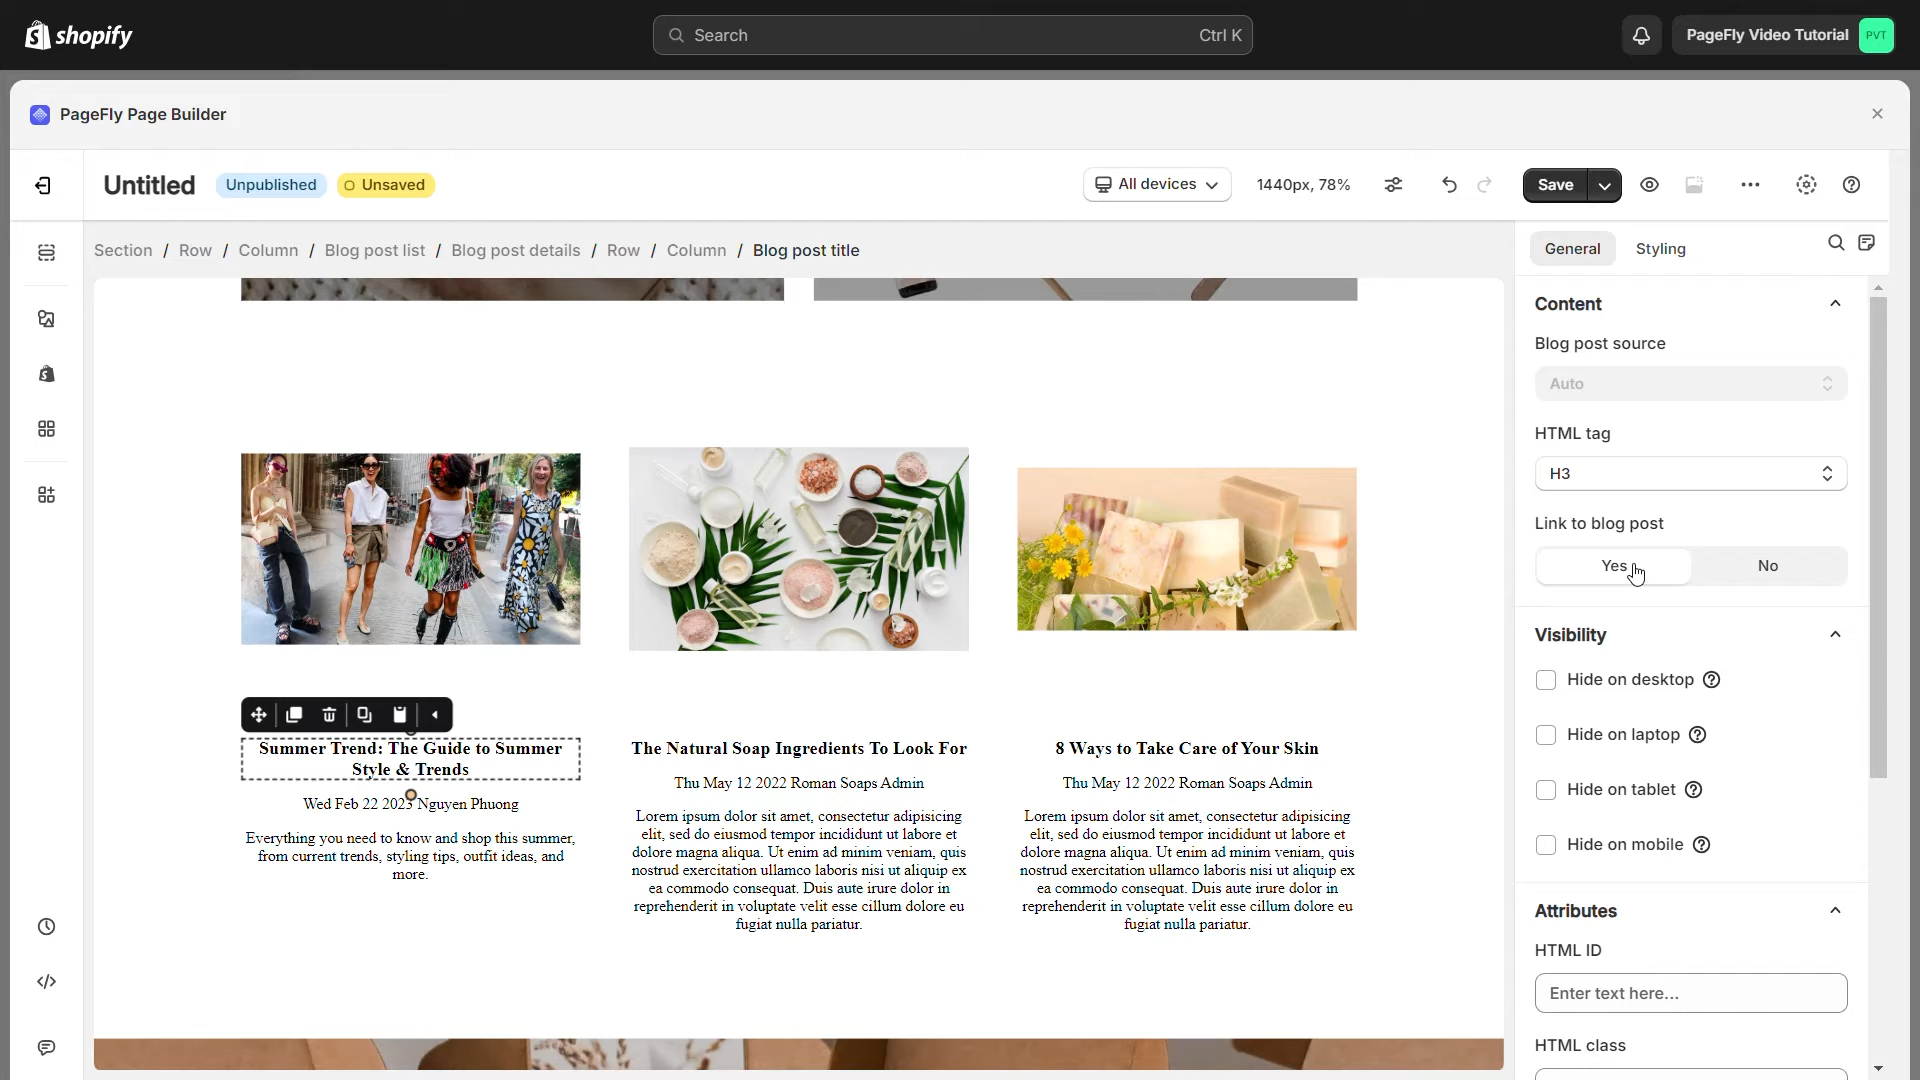 shopify
Search Ctrl K
PageFly Video Tutorial PVT
PageFly Page Builder
Untitled Unpublished Unsaved
All devices 1440px, 78% Save
Section / Row / Column / Blog post list / Blog post details / Row / Column / Blog post title
General Styling
Content
Blog post source
Auto
HTML tag
H3
Link to blog post
Yes No
Visibility
Hide on desktop
Hide on laptop
Hide on tablet
Hide on mobile
Attributes
HTML ID
Enter text here...
HTML class
Summer Trend: The Guide to Summer
Style & Trends
Wed Feb 22 2023 Nguyen Phuong
Everything you need to know and shop this summer,
from current trends, styling tips, outfit ideas, and
more.
The Natural Soap Ingredients To Look For
Thu May 12 2022 Roman Soaps Admin
Lorem ipsum dolor sit amet, consectetur adipisicing
elit, sed do eiusmod tempor incididunt ut labore et
dolore magna aliqua. Ut enim ad minim veniam, quis
nostrud exercitation ullamco laboris nisi ut aliquip ex
ea commodo consequat. Duis aute irure dolor in
reprehenderit in voluptate velit esse cillum dolore eu
fugiat nulla pariatur.
8 Ways to Take Care of Your Skin
Thu May 12 2022 Roman Soaps Admin
Lorem ipsum dolor sit amet, consectetur adipisicing
elit, sed do eiusmod tempor incididunt ut labore et
dolore magna aliqua. Ut enim ad minim veniam, quis
nostrud exercitation ullamco laboris nisi ut aliquip ex
ea commodo consequat. Duis aute irure dolor in
reprehenderit in voluptate velit esse cillum dolore eu
fugiat nulla pariatur.